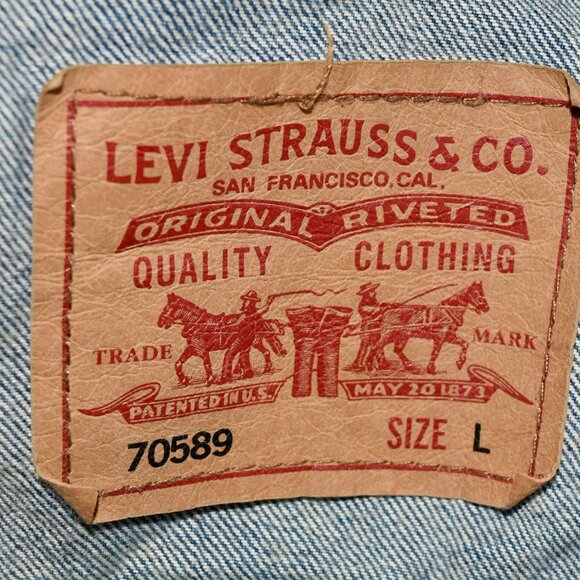 LEVI STRAUSS & CO.
SAN FRANCISCO, CAL.
ORIGINAL RIVETED
QUALITY CLOTHING
TRADE MARK
PATENTED IN U.S. MAY 20 1873
70589 SIZE L